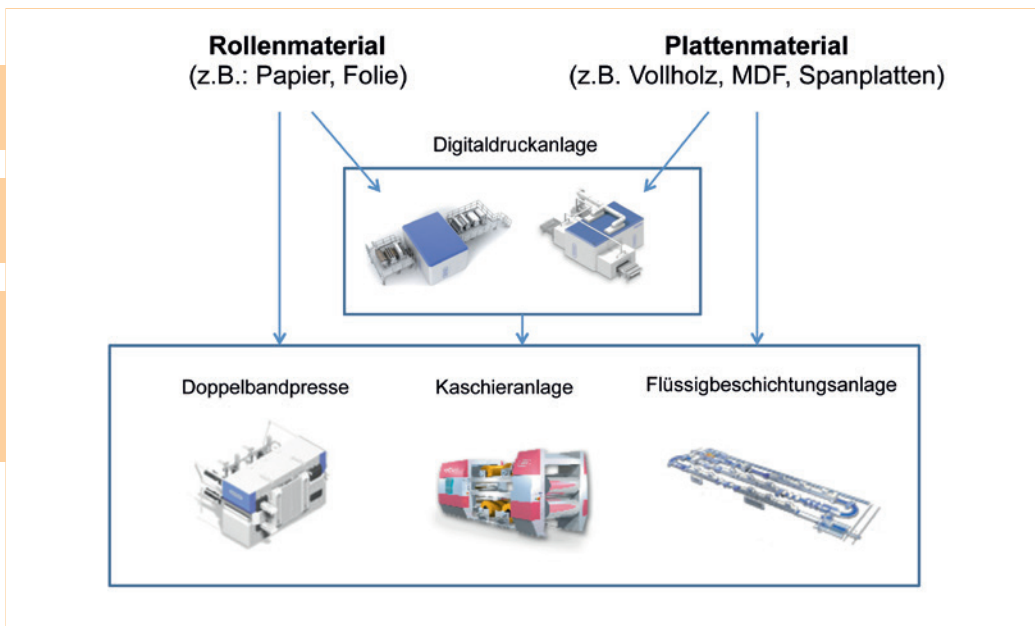 Rollenmaterial
(z.B.: Papier, Folie)
Plattenmaterial
(z.B. Vollholz, MDF, Spanplatten)
Digitaldruckanlage
Doppelbandpresse
Kaschieranlage
Flüssigbeschichtungsanlage